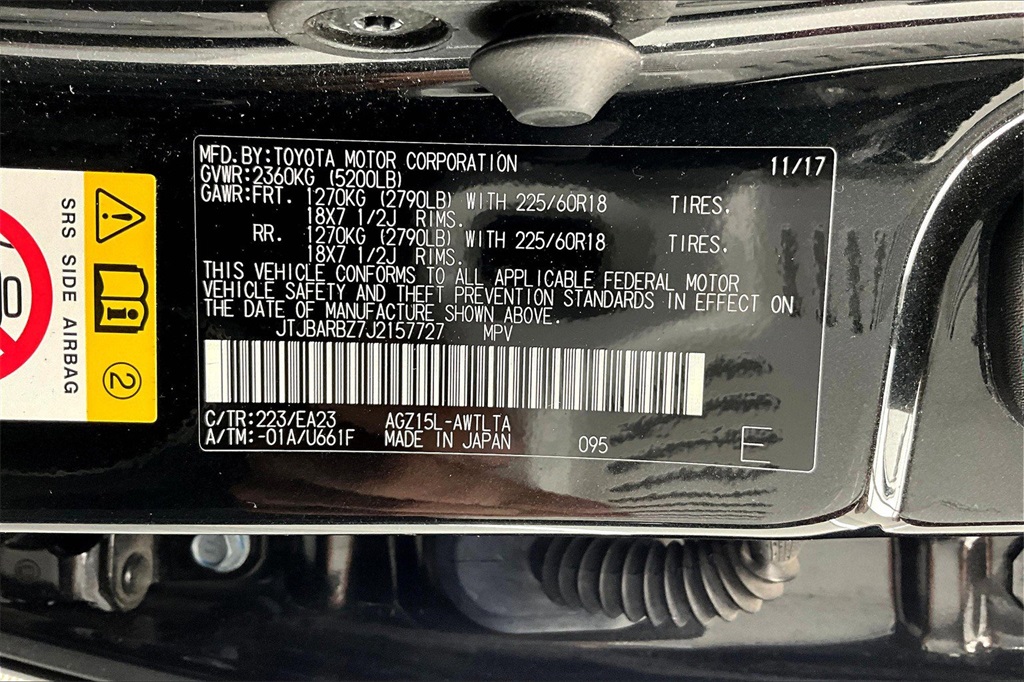 MFD.BY:TOYOTA MOTOR CORPORATION 11/17
GVWR:2360KG (5200LB)
GAWR:FRT. 1270KG (2790LB) WITH 225/60R18 TIRES.
18X7 1/2J RIMS.
RR. 1270KG (2790LB) WITH 225/60R18 TIRES.
18X7 1/2J RIMS.
THIS VEHICLE CONFORMS TO ALL APPLICABLE FEDERAL MOTOR
VEHICLE SAFETY AND THEFT PREVENTION STANDARDS IN EFFECT ON
THE DATE OF MANUFACTURE SHOWN ABOVE.
JTJBARBZ7J2157727 MPV
C/TR:223/EA23 AGZ15L-AWTLTA
A/TM:-01A/U661F MADE IN JAPAN 095 E
SRS SIDE AIRBAG
2